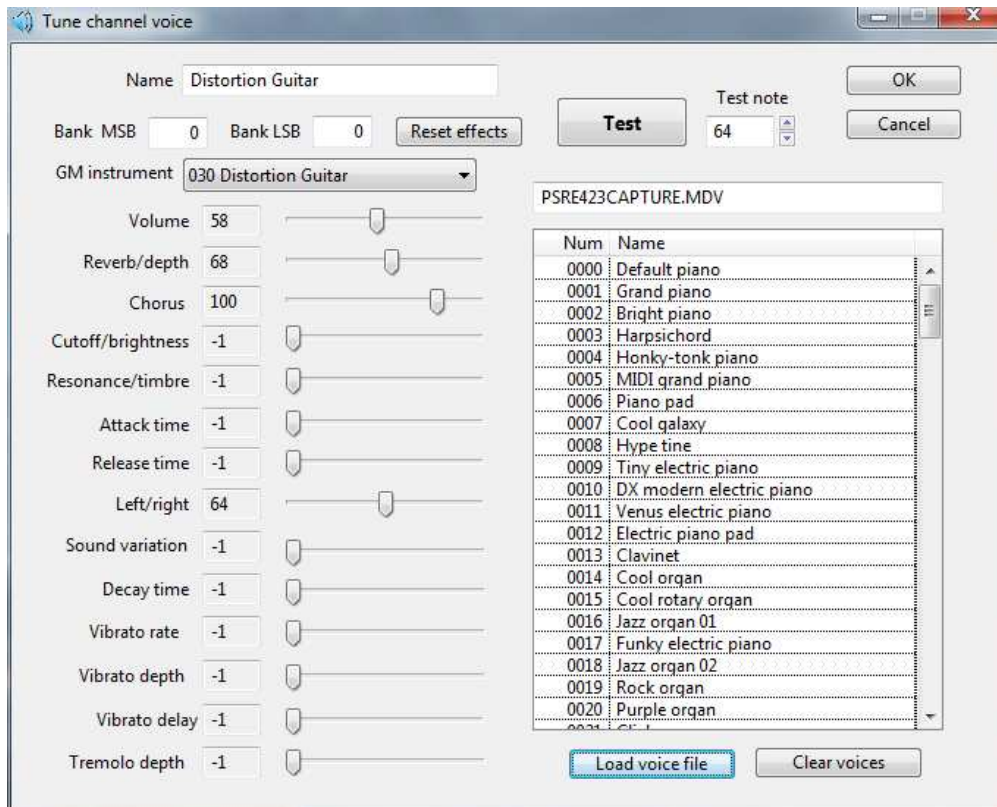 Tune channel voice
Name Distortion Guitar
OK
Test note
Bank MSB 0 Bank LSB 0 Reset effects
Test 64 Cancel
GM instrument 030 Distortion Guitar
PSRE423CAPTURE.MDV
Volume 58
Reverb/depth 68
Chorus 100
Cutoff/brightness -1
Resonance/timbre -1
Attack time -1
Release time -1
Left/right 64
Sound variation -1
Decay time -1
Vibrato rate -1
Vibrato depth -1
Vibrato delay -1
Tremolo depth -1
Num Name
0000 Default piano
0001 Grand piano
0002 Bright piano
0003 Harpsichord
0004 Honky-tonk piano
0005 MIDI grand piano
0006 Piano pad
0007 Cool galaxy
0008 Hype tine
0009 Tiny electric piano
0010 DX modern electric piano
0011 Venus electric piano
0012 Electric piano pad
0013 Clavinet
0014 Cool organ
0015 Cool rotary organ
0016 Jazz organ 01
0017 Funky electric piano
0018 Jazz organ 02
0019 Rock organ
0020 Purple organ
Load voice file Clear voices